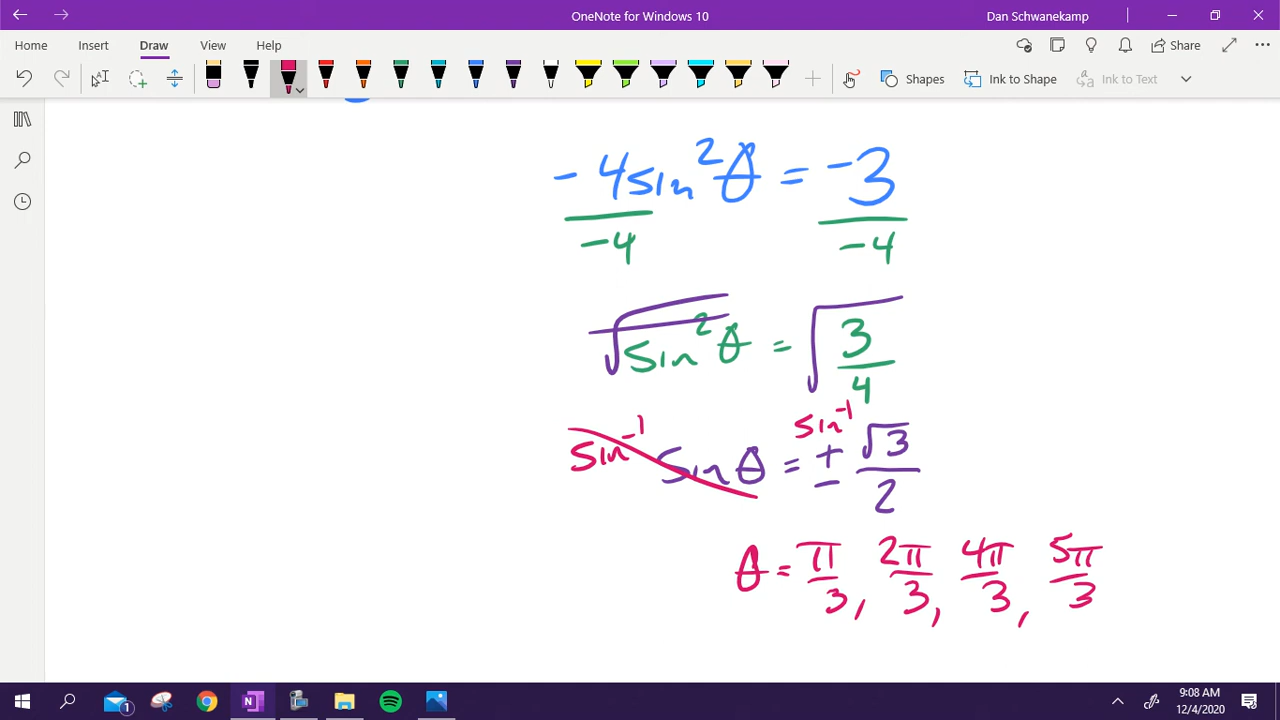 OneNote for Windows 10
Dan Schwanekamp
Home Insert Draw View Help
Share
Shapes
Ink to Shape
Ink to Text
-4sin²θ = -3
-4 -4
√sin²θ = √3/4
sin⁻¹ sinθ = sin⁻¹ ± √3/2
θ = π/3, 2π/3, 4π/3, 5π/3
1
N
9:08 AM
12/4/2020